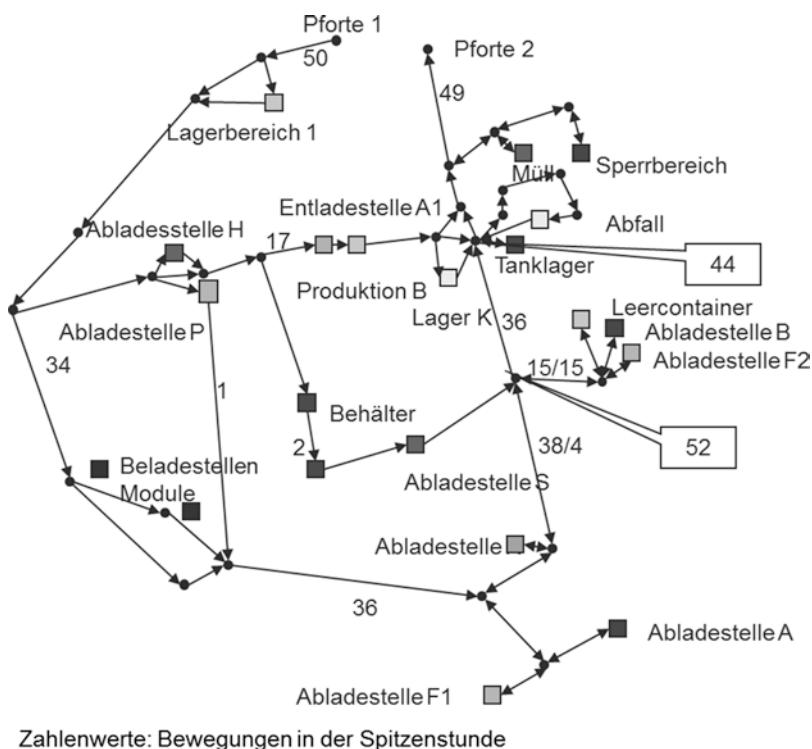 Pforte 1
50
Pforte 2
49
Lagerbereich 1
Müll
Sperrbereich
Abladesstelle H
17
Entladestelle A1
Abfall
Tanklager
44
Produktion B
Lager K
36
Abladestelle P
34
1
Leercontainer
Abladestelle B
15/15
Abladestelle F2
Behälter
2
52
38/4
Beladestellen
Module
Abladestelle S
Abladestelle
36
Abladestelle A
Abladestelle F1
Zahlenwerte: Bewegungen in der Spitzenstunde